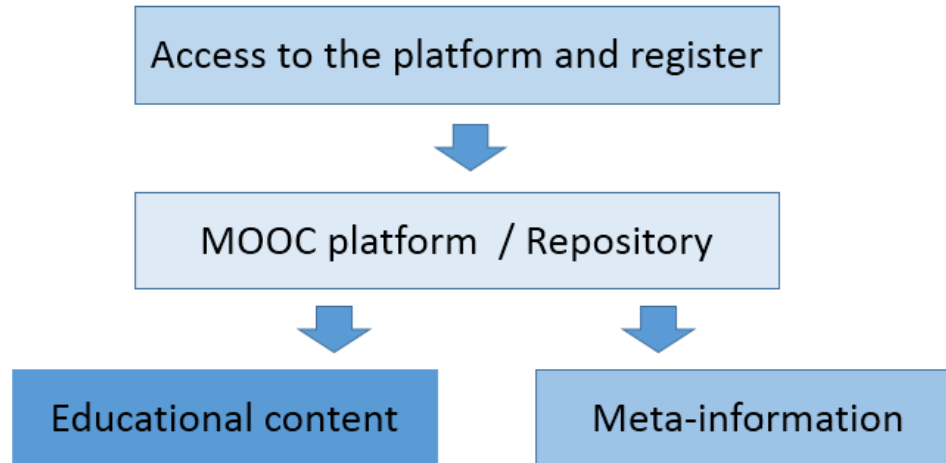 Access to the platform and register
MOOC platform / Repository
Educational content
Meta-information